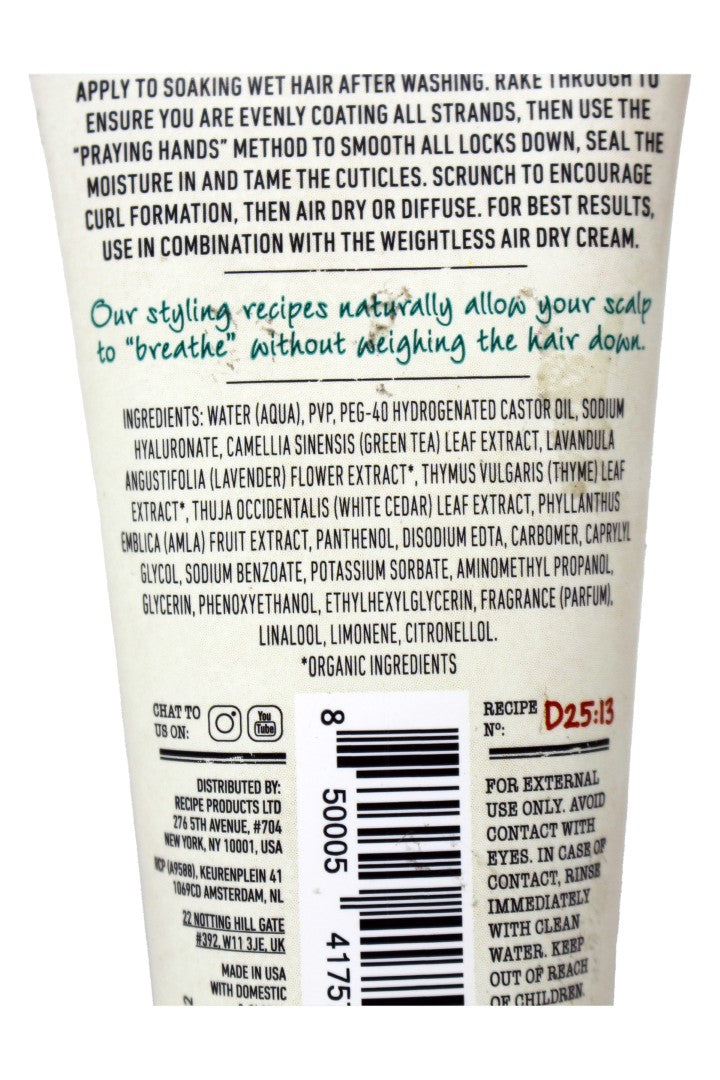 APPLY TO SOAKING WET HAIR AFTER WASHING. RAKE THROUGH TO
ENSURE YOU ARE EVENLY COATING ALL STRANDS, THEN USE THE
“PRAYING HANDS” METHOD TO SMOOTH ALL LOCKS DOWN, SEAL THE
MOISTURE IN AND TAME THE CUTICLES. SCRUNCH TO ENCOURAGE
CURL FORMATION, THEN AIR DRY OR DIFFUSE. FOR BEST RESULTS,
USE IN COMBINATION WITH THE WEIGHTLESS AIR DRY CREAM.
Our styling recipes naturally allow your scalp
to “breathe” without weighing the hair down.
INGREDIENTS: WATER (AQUA), PVP, PEG-40 HYDROGENATED CASTOR OIL, SODIUM
HYALURONATE, CAMELLIA SINENSIS (GREEN TEA) LEAF EXTRACT, LAVANDULA
ANGUSTIFOLIA (LAVENDER) FLOWER EXTRACT*, THYMUS VULGARIS (THYME) LEAF
EXTRACT*, THUJA OCCIDENTALIS (WHITE CEDAR) LEAF EXTRACT, PHYLLANTHUS
EMBLICA (AMLA) FRUIT EXTRACT, PANTHENOL, DISODIUM EDTA, CARBOMER, CAPRYLYL
GLYCOL, SODIUM BENZOATE, POTASSIUM SORBATE, AMINOMETHYL PROPANOL,
GLYCERIN, PHENOXYETHANOL, ETHYLHEXYLGLYCERIN, FRAGRANCE (PARFUM),
LINALOOL, LIMONENE, CITRONELLOL.
*ORGANIC INGREDIENTS
CHAT TO
US ON:
You
Tube
DISTRIBUTED BY:
RECIPE PRODUCTS LTD
276 5TH AVENUE, #704
NEW YORK, NY 10001, USA
(A9588), KEURENPLEIN 41
1069CD AMSTERDAM, NL
22 NOTTING HILL GATE
#392, W11 3JE, UK
MADE IN USA
WITH DOMESTIC
8 50005 4175
RECIPE
Nº:
D25:13
FOR EXTERNAL
USE ONLY. AVOID
CONTACT WITH
EYES. IN CASE OF
CONTACT, RINSE
IMMEDIATELY
WITH CLEAN
WATER. KEEP
OUT OF REACH
OF CHILDREN.